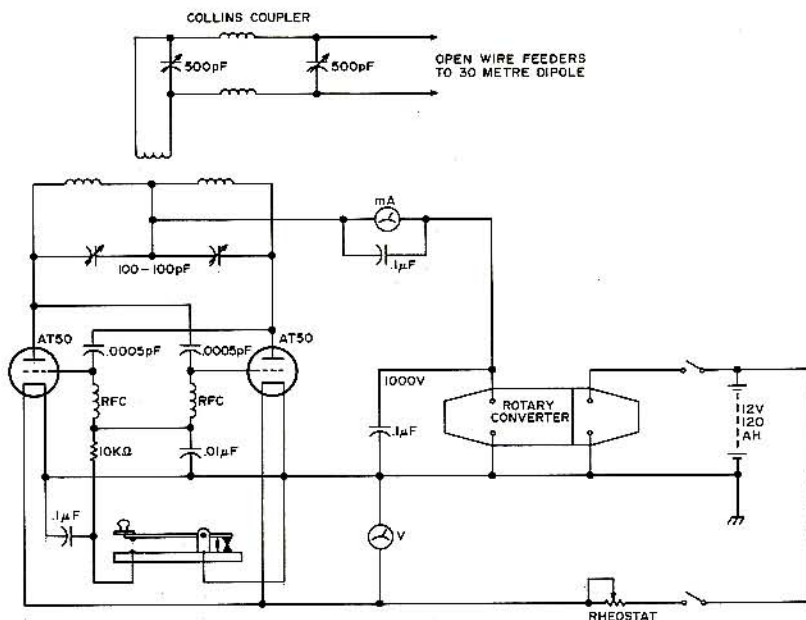 COLLINS COUPLER
500pF
500pF
OPEN WIRE FEEDERS
TO 30 METRE DIPOLE
mA
.1µF
100-100pF
AT50
.0005pF
.0005pF
AT50
RFC
RFC
10KΩ
.01µF
.1µF
1000V
.1µF
ROTARY
CONVERTER
12V
120
AH
V
RHEOSTAT